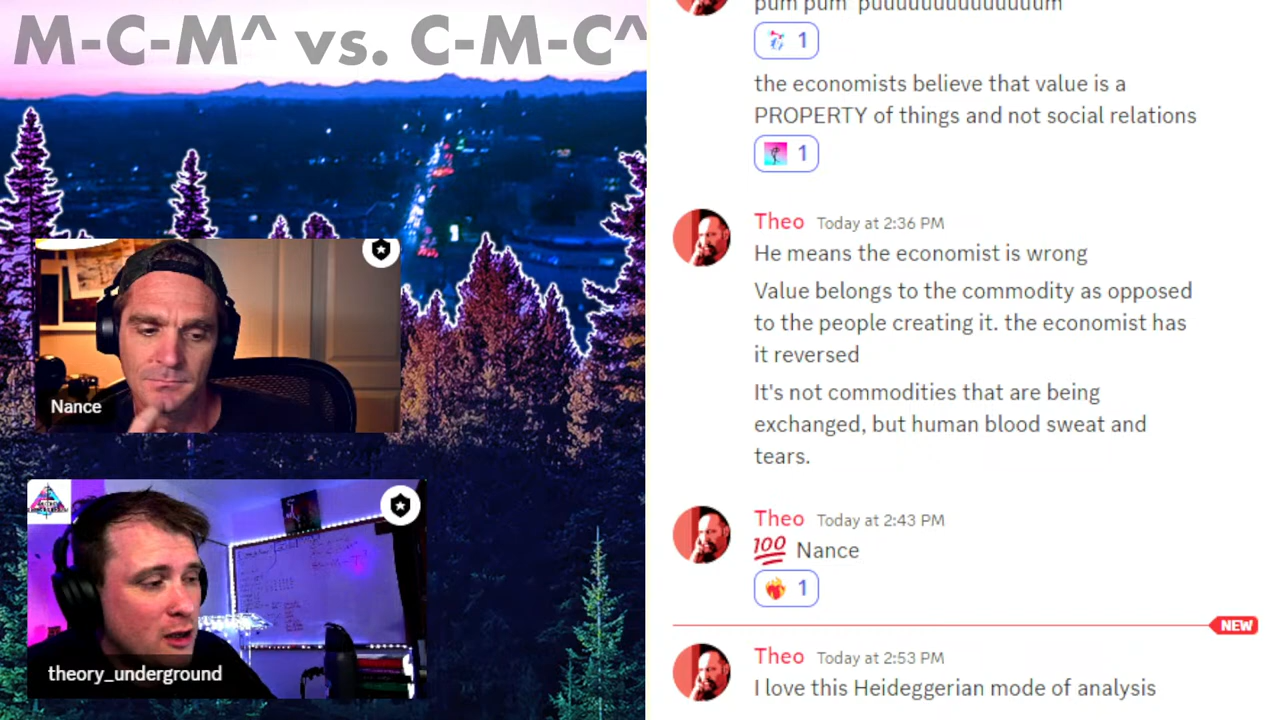 M-C-M^ vs. C-M-C^
Nance
theory_underground
pum pum puuuuuuuuuuuuuum
1
the economists believe that value is a
PROPERTY of things and not social relations
1
Theo Today at 2:36 PM
He means the economist is wrong
Value belongs to the commodity as opposed
to the people creating it. the economist has
it reversed
It's not commodities that are being
exchanged, but human blood sweat and
tears.
Theo Today at 2:43 PM
💯 Nance
1
NEW
Theo Today at 2:53 PM
I love this Heideggerian mode of analysis